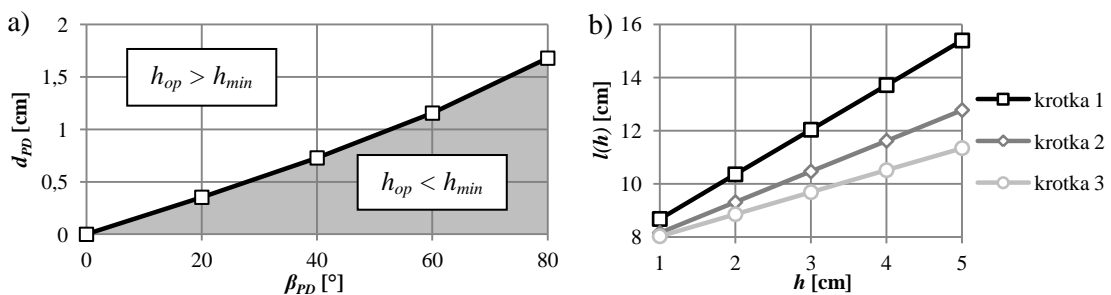 a)
2
1,5
1
0,5
0
d_PD [cm]
h_op > h_min
h_op < h_min
0 20 40 60 80
β_PD [°]
b)
16
14
12
10
8
l(h) [cm]
1 2 3 4 5
h [cm]
krotka 1
krotka 2
krotka 3